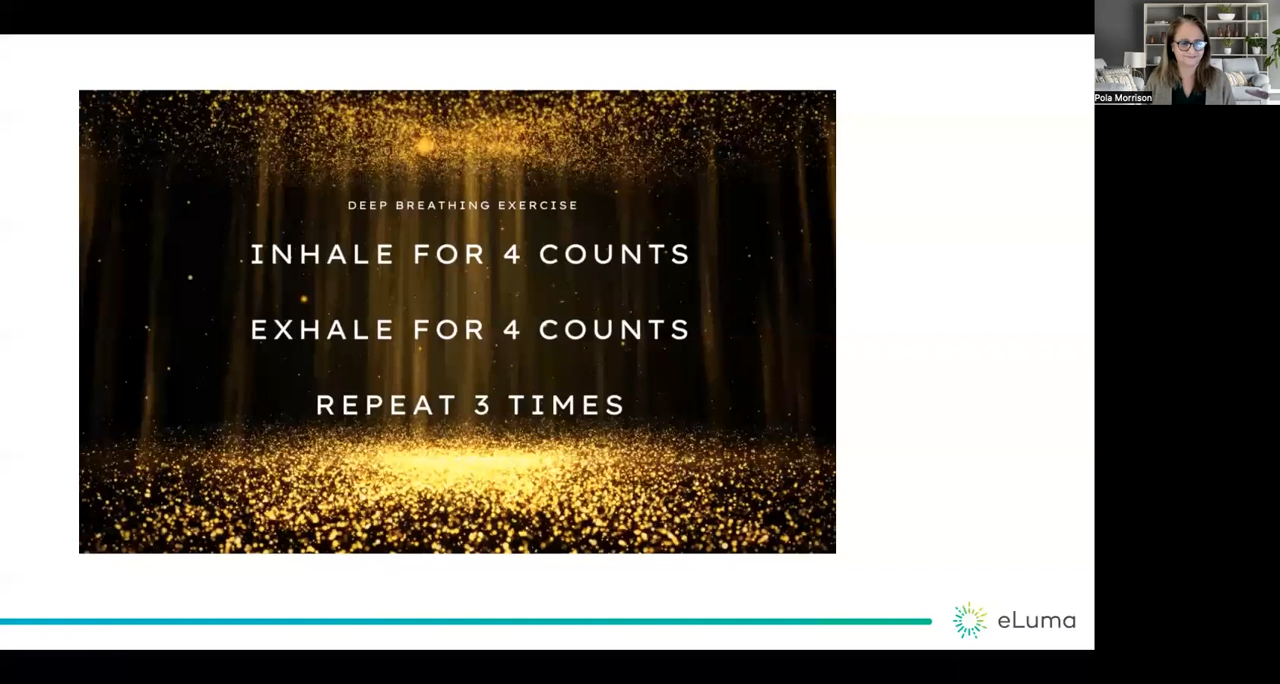 DEEP BREATHING EXERCISE
INHALE FOR 4 COUNTS
EXHALE FOR 4 COUNTS
REPEAT 3 TIMES
eLuma
Pola Morrison